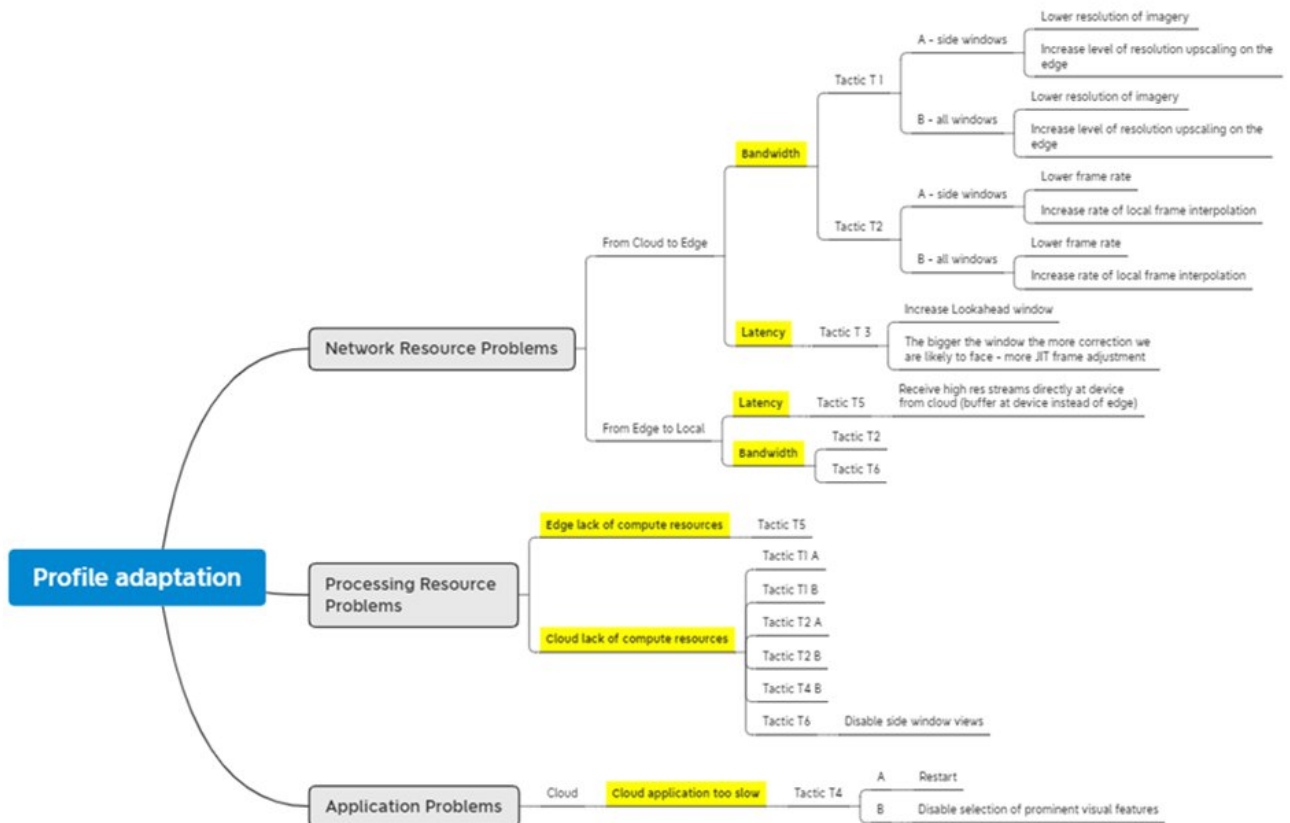 Profile adaptation
Network Resource Problems
From Cloud to Edge
Bandwidth
Tactic T1
A - side windows
Lower resolution of imagery
Increase level of resolution upscaling on the
edge
B - all windows
Lower resolution of imagery
Increase level of resolution upscaling on the
edge
Tactic T2
A - side windows
Lower frame rate
Increase rate of local frame interpolation
B - all windows
Lower frame rate
Increase rate of local frame interpolation
Latency
Tactic T 3
Increase Lookahead window
The bigger the window the more correction we
are likely to face - more JIT frame adjustment
From Edge to Local
Latency
Tactic T5
Receive high res streams directly at device
from cloud (buffer at device instead of edge)
Bandwidth
Tactic T2
Tactic T6
Processing Resource
Problems
Edge lack of compute resources
Tactic T5
Cloud lack of compute resources
Tactic T1 A
Tactic T1 B
Tactic T2 A
Tactic T2 B
Tactic T4 B
Tactic T6
Disable side window views
Application Problems
Cloud
Cloud application too slow
Tactic T4
A
Restart
B
Disable selection of prominent visual features